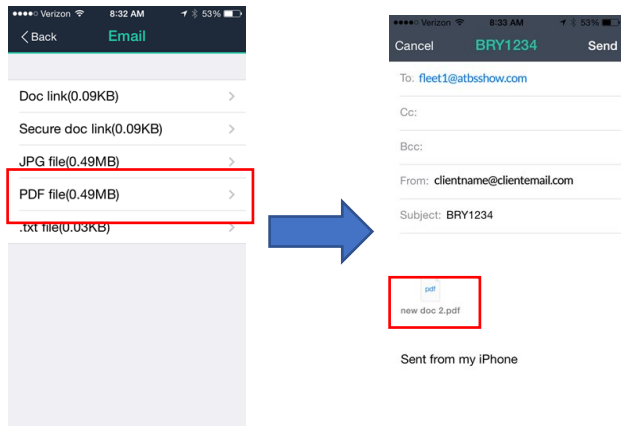 Verizon 8:32 AM 53%
Back Email
Doc link(0.09KB)
Secure doc link(0.09KB)
JPG file(0.49MB)
PDF file(0.49MB)
.txt file(0.03KB)
Verizon 8:33 AM 53%
Cancel BRY1234 Send
To: fleet1@atbsshow.com
Cc:
Bcc:
From: clientname@clientemail.com
Subject: BRY1234
pdf
new doc 2.pdf
Sent from my iPhone